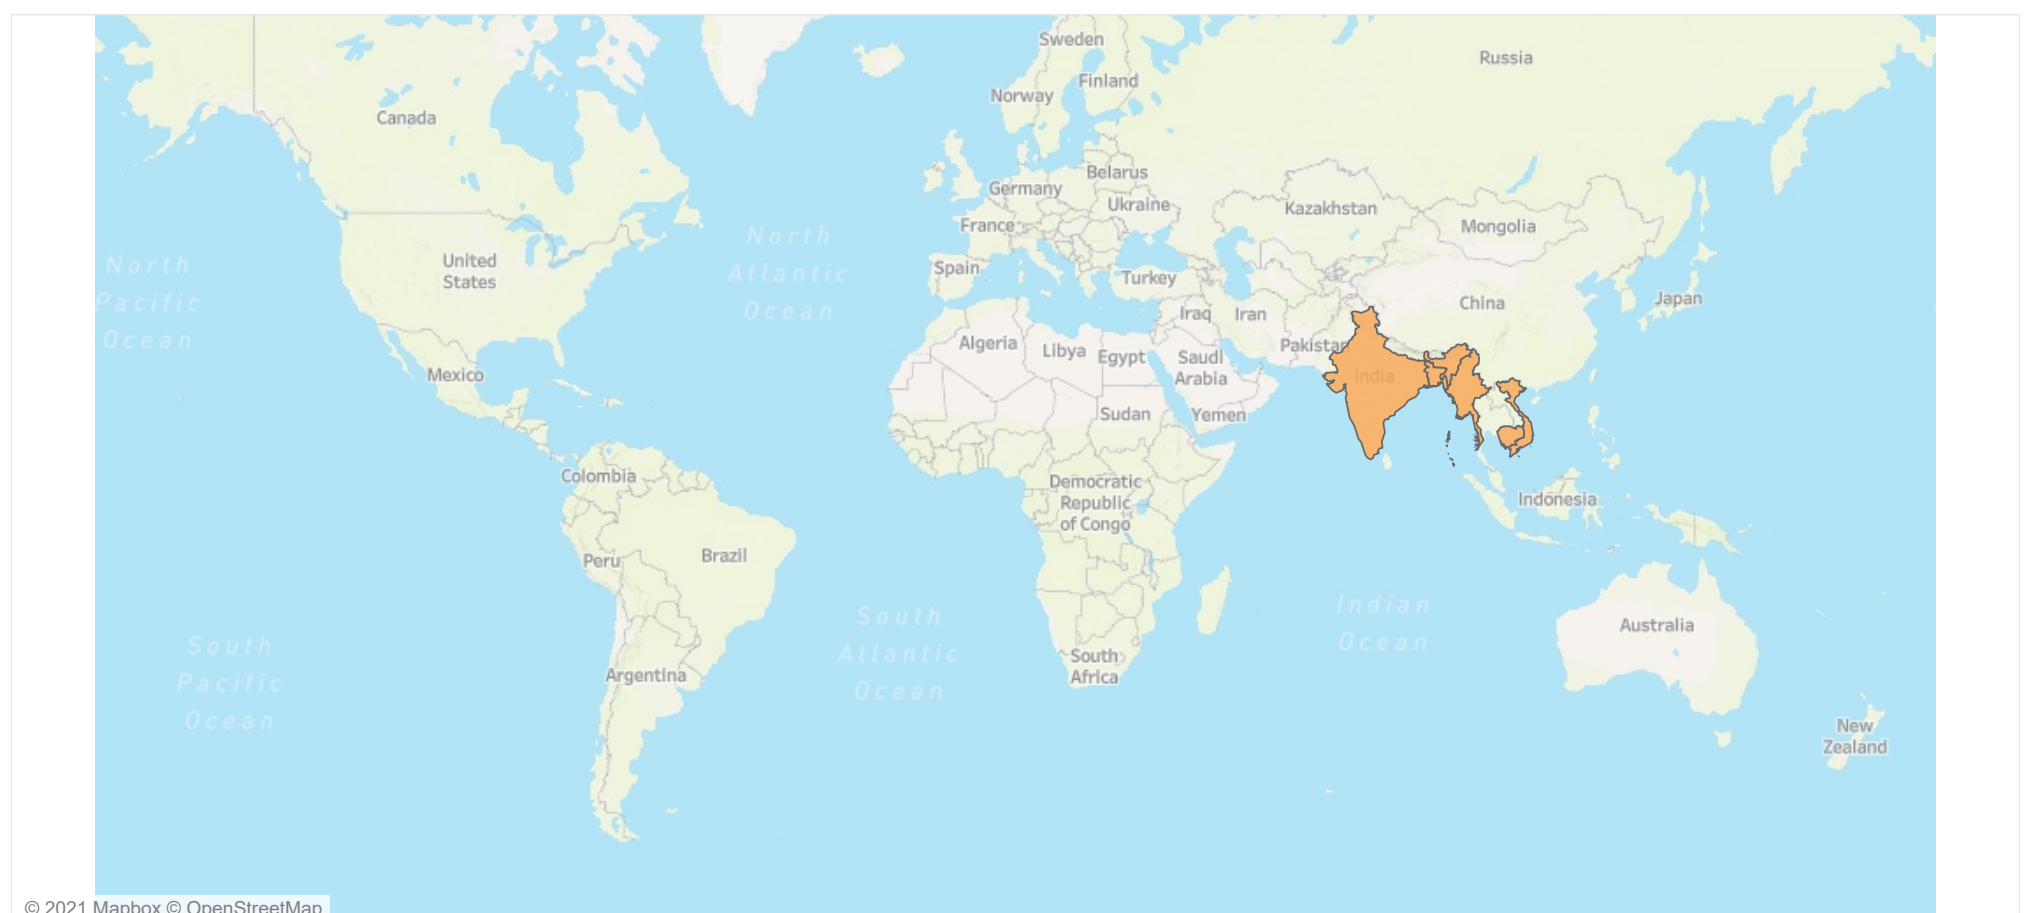 Sweden
Russia
Finland
Norway
Canada
Belarus
Germany
Ukraine
Kazakhstan
France
Mongolia
North
Atlantic
Ocean
North
Pacific
Ocean
United
States
Spain
Turkey
China
Japan
Iraq
Iran
Algeria
Libya
Egypt
Pakistan
Saudi
Arabia
India
Mexico
Sudan
Yemen
Colombia
Democratic
Republic
of Congo
Indonesia
Peru
Brazil
South
Atlantic
Ocean
Indian
Ocean
Australia
South
Pacific
Ocean
South
Africa
Argentina
New
Zealand
© 2021 Mapbox © OpenStreetMap